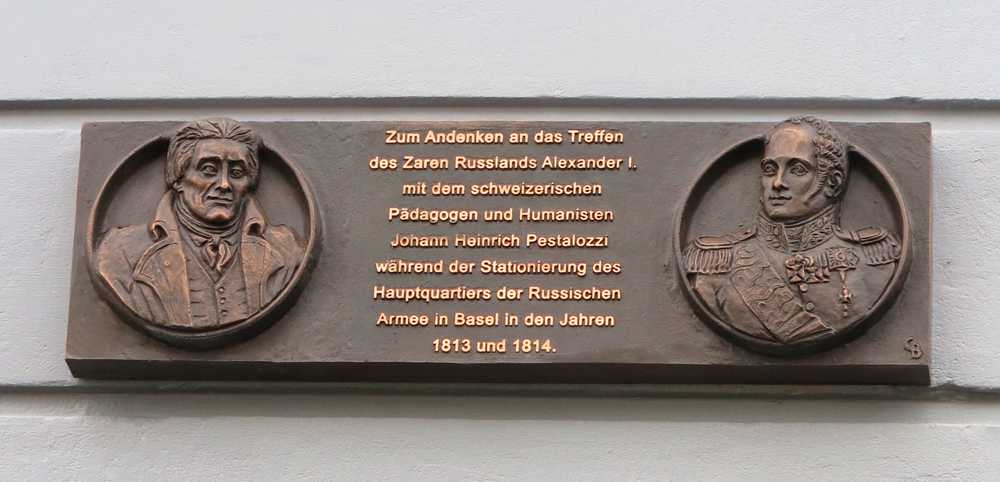 Zum Andenken an das Treffen
des Zaren Russlands Alexander I.
mit dem schweizerischen
Pädagogen und Humanisten
Johann Heinrich Pestalozzi
während der Stationierung des
Hauptquartiers der Russischen
Armee in Basel in den Jahren
1813 und 1814.